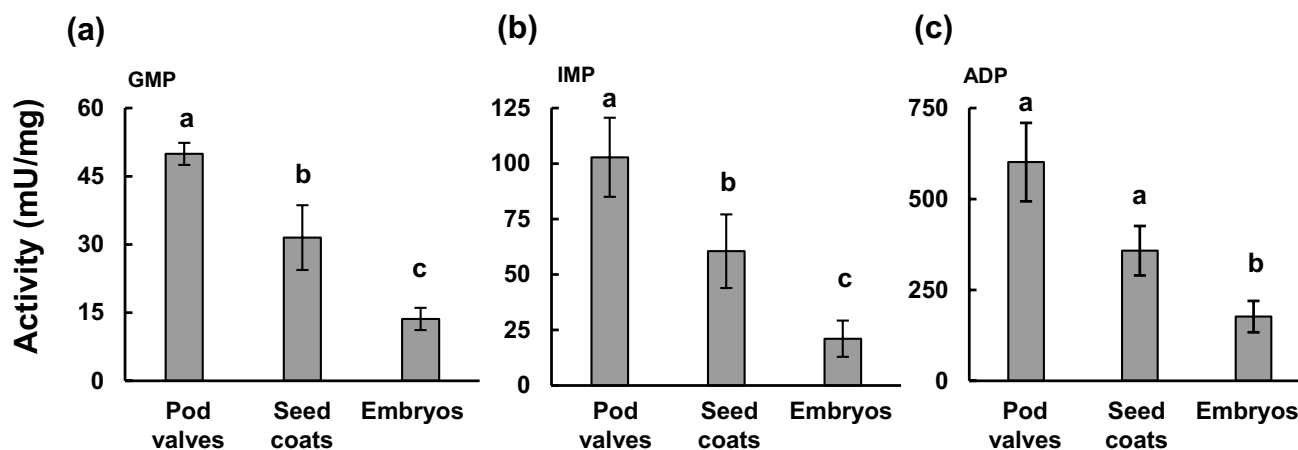 (a)
(b)
(c)
GMP
IMP
ADP
Activity (mU/mg)
60
45
30
15
0
a
b
c
Pod
valves
Seed
coats
Embryos
125
100
75
50
25
0
a
b
c
Pod
valves
Seed
coats
Embryos
750
500
250
0
a
a
b
Pod
valves
Seed
coats
Embryos